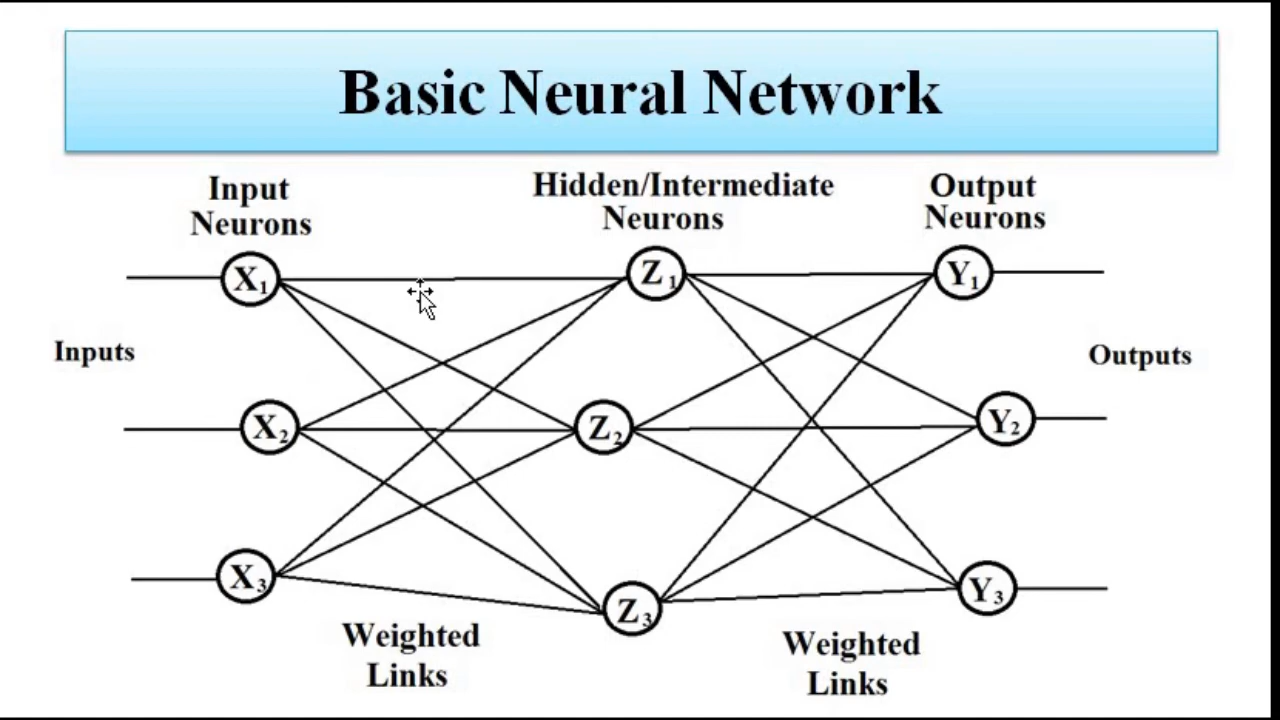 Basic Neural Network
Input
Neurons
Hidden/Intermediate
Neurons
Output
Neurons
X₁
Z₁
Y₁
Inputs
Outputs
X₂
Z₂
Y₂
X₃
Z₃
Y₃
Weighted
Links
Weighted
Links